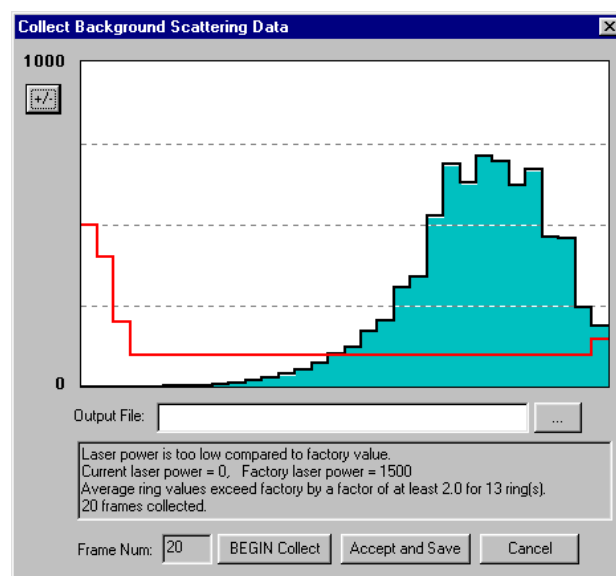 Collect Background Scattering Data
1000
+/-
0
Output File:
...
Laser power is too low compared to factory value.
Current laser power = 0, Factory laser power = 1500
Average ring values exceed factory by a factor of at least 2.0 for 13 ring(s).
20 frames collected.
Frame Num: 20 BEGIN Collect Accept and Save Cancel